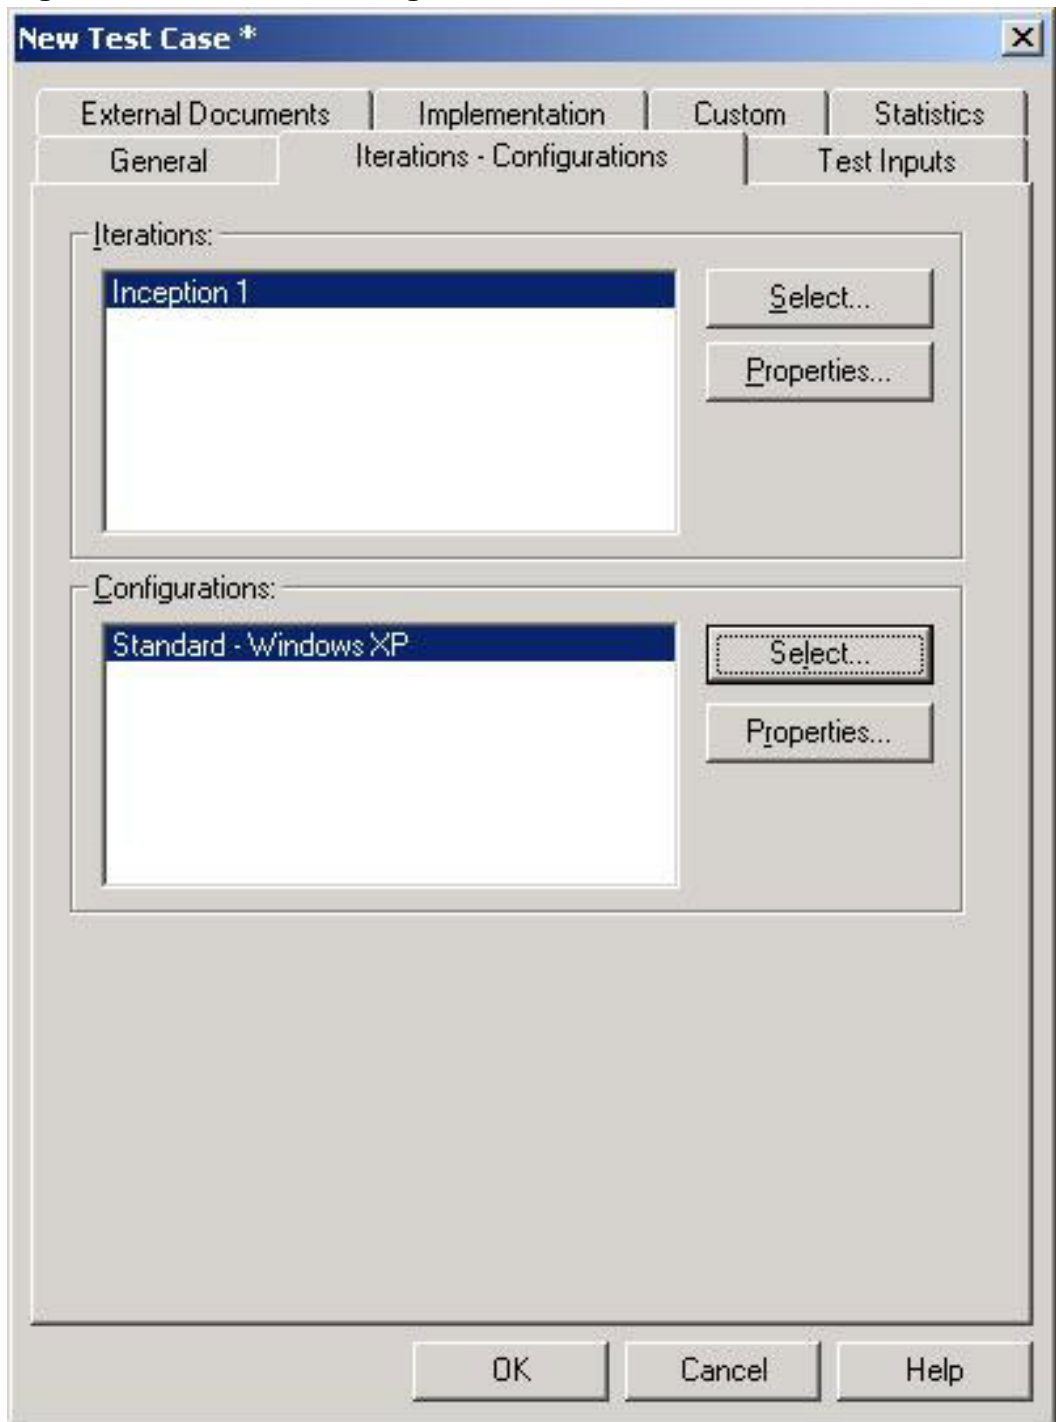 New Test Case *
External Documents Implementation Custom Statistics
General Iterations - Configurations Test Inputs
Iterations:
Inception 1
Select...
Properties...
Configurations:
Standard - Windows XP
Select...
Properties...
OK Cancel Help